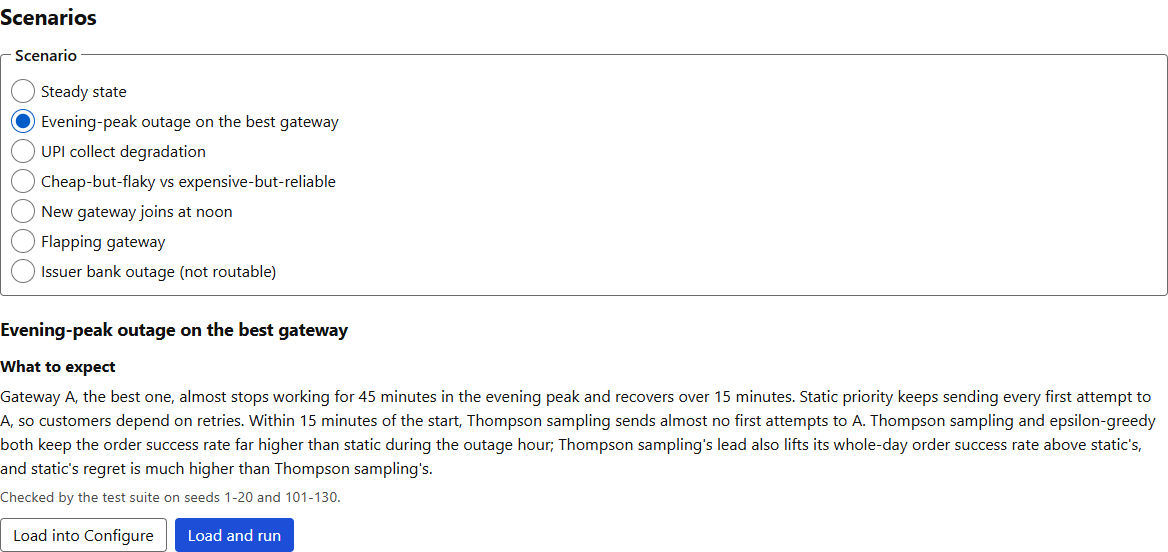 Scenarios
Scenario
Steady state
Evening-peak outage on the best gateway
UPI collect degradation
Cheap-but-flaky vs expensive-but-reliable
New gateway joins at noon
Flapping gateway
Issuer bank outage (not routable)
Evening-peak outage on the best gateway
What to expect
Gateway A, the best one, almost stops working for 45 minutes in the evening peak and recovers over 15 minutes. Static priority keeps sending every first attempt to
A, so customers depend on retries. Within 15 minutes of the start, Thompson sampling sends almost no first attempts to A. Thompson sampling and epsilon-greedy
both keep the order success rate far higher than static during the outage hour; Thompson sampling's lead also lifts its whole-day order success rate above static's,
and static's regret is much higher than Thompson sampling's.
Checked by the test suite on seeds 1-20 and 101-130.
Load into Configure
Load and run